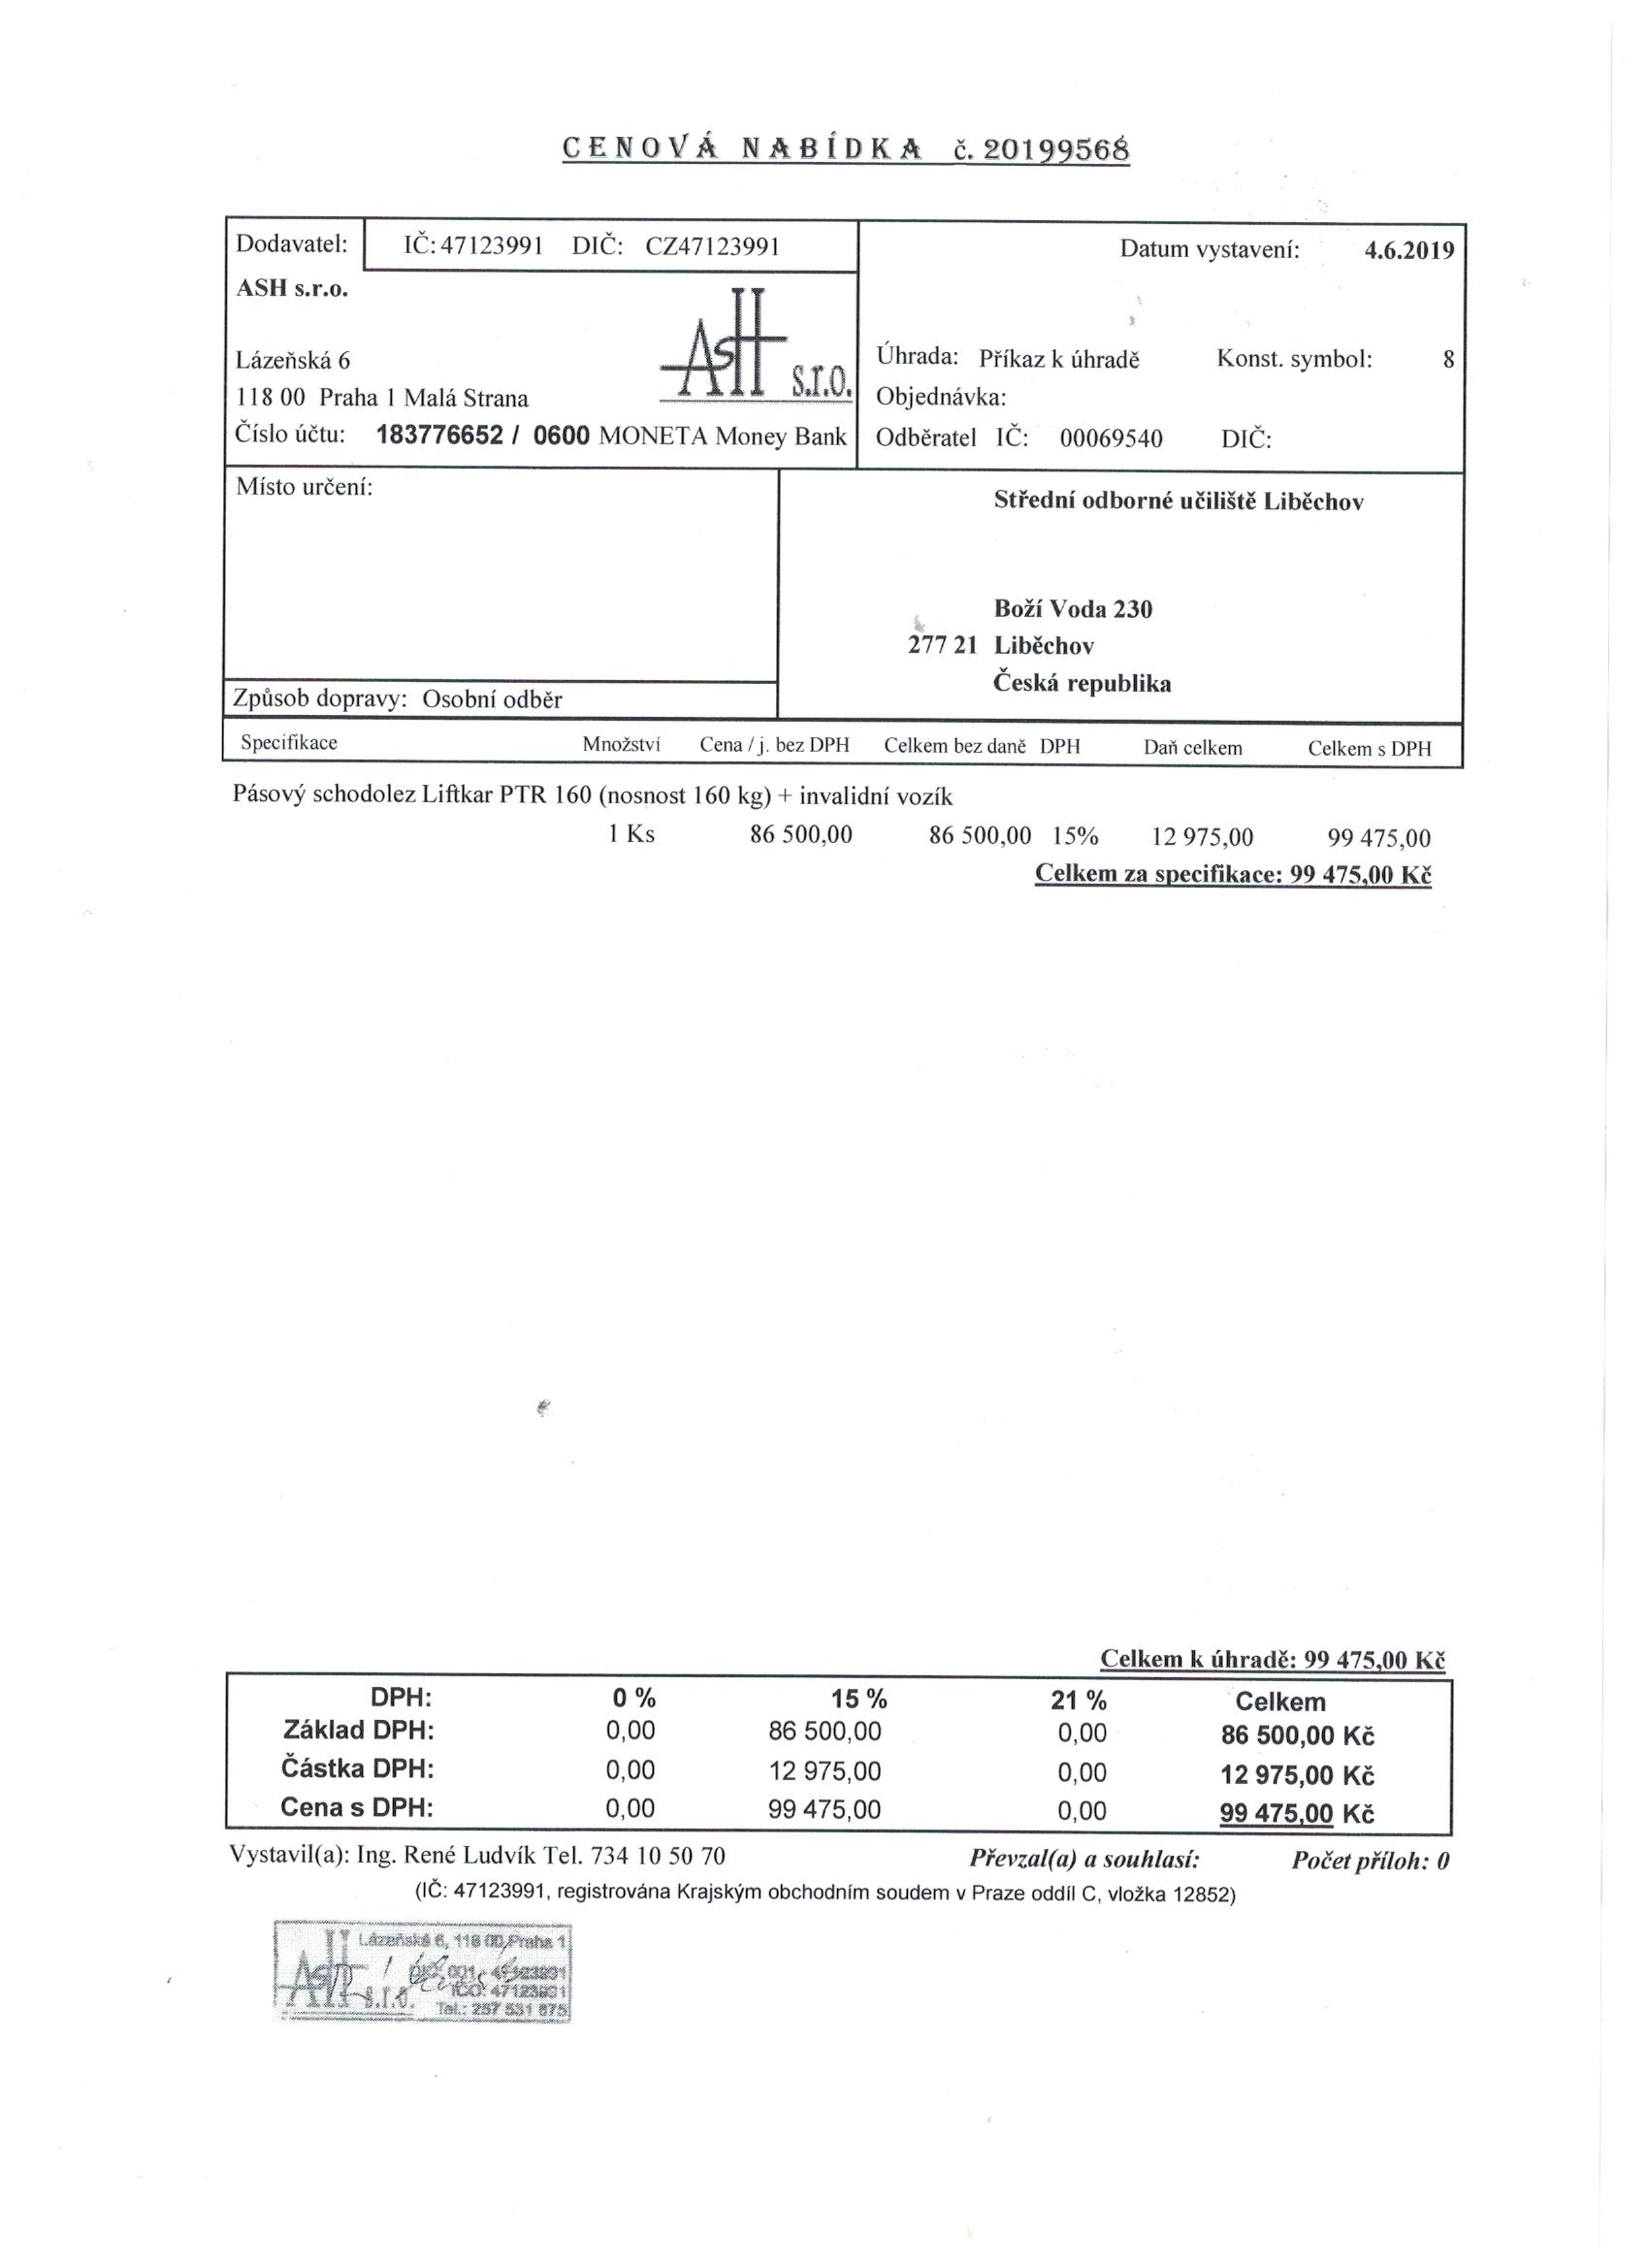 CENOVÁ NABÍDKA č. 20199568
Dodavatel: IČ: 47123991 DIČ: CZ47123991
Datum vystavení: 4.6.2019
ASH s.r.o.
AsH s.r.o.
Lázeňská 6
118 00 Praha 1 Malá Strana
Číslo účtu: 183776652 / 0600 MONETA Money Bank
Úhrada: Příkaz k úhradě Konst. symbol: 8
Objednávka:
Odběratel IČ: 00069540 DIČ:
Místo určení:
Střední odborné učiliště Liběchov
Boží Voda 230
277 21 Liběchov
Česká republika
Způsob dopravy: Osobní odběr
Specifikace Množství Cena / j. bez DPH Celkem bez daně DPH Daň celkem Celkem s DPH
Pásový schodolez Liftkar PTR 160 (nosnost 160 kg) + invalidní vozík
1 Ks 86 500,00 86 500,00 15% 12 975,00 99 475,00
Celkem za specifikace: 99 475,00 Kč
Celkem k úhradě: 99 475,00 Kč
DPH: 0 % 15 % 21 % Celkem
Základ DPH: 0,00 86 500,00 0,00 86 500,00 Kč
Částka DPH: 0,00 12 975,00 0,00 12 975,00 Kč
Cena s DPH: 0,00 99 475,00 0,00 99 475,00 Kč
Vystavil(a): Ing. René Ludvík Tel. 734 10 50 70 Převzal(a) a souhlasí: Počet příloh: 0
(IČ: 47123991, registrována Krajským obchodním soudem v Praze oddíl C, vložka 12852)
Lázeňská 6, 118 00 Praha 1
AsH s.r.o.
IČO: 47123991
Tel.: 257 531 875